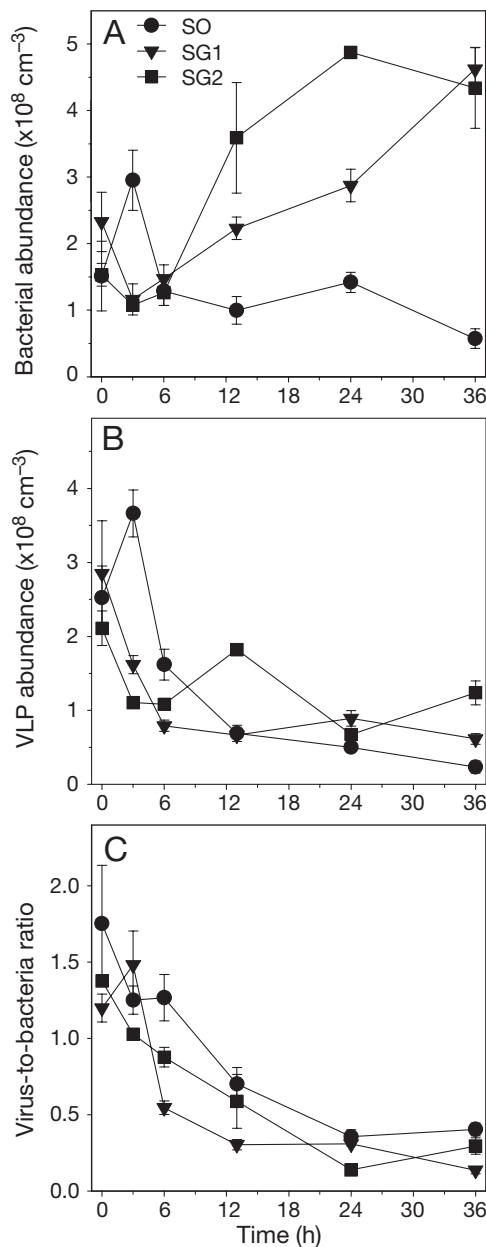 A
SO
SG1
SG2
Bacterial abundance (x10⁸ cm⁻³)
5
4
3
2
1
0
0 6 12 18 24 30 36
B
VLP abundance (x10⁸ cm⁻³)
4
3
2
1
0
0 6 12 18 24 30 36
C
Virus-to-bacteria ratio
2.0
1.5
1.0
0.5
0.0
0 6 12 18 24 30 36
Time (h)